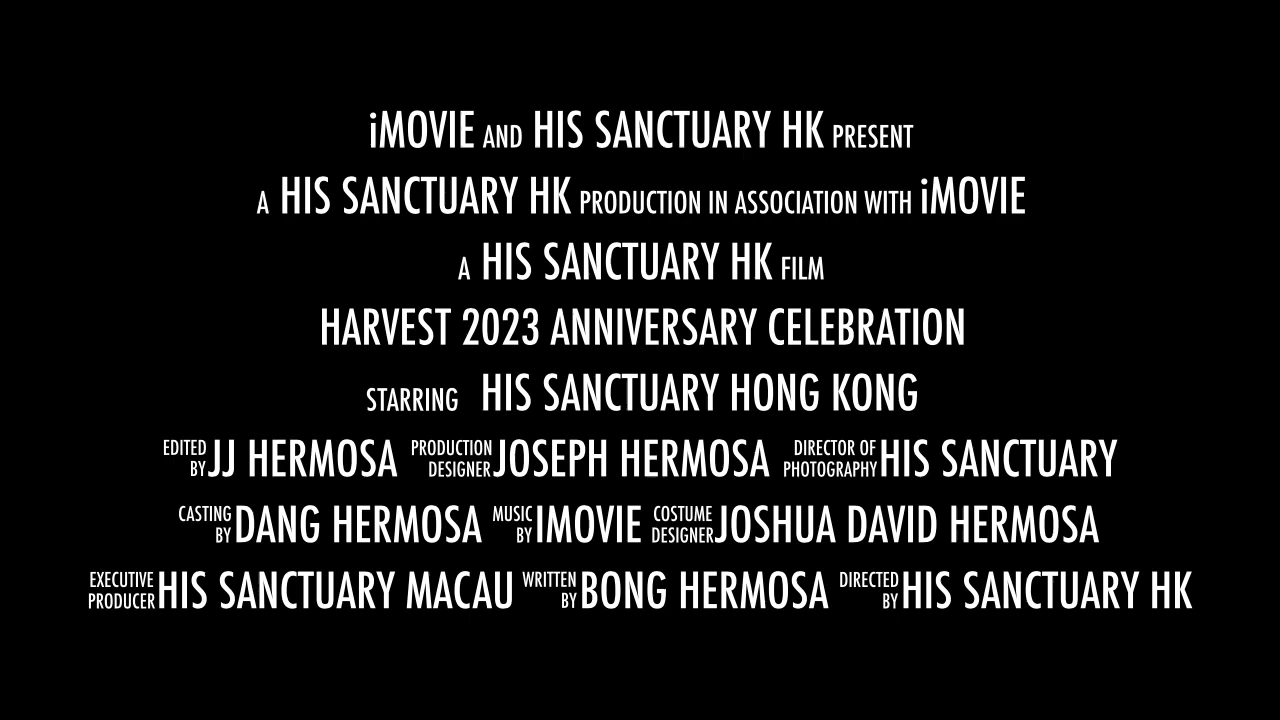 iMOVIE AND HIS SANCTUARY HK PRESENT
A HIS SANCTUARY HK PRODUCTION IN ASSOCIATION WITH iMOVIE
A HIS SANCTUARY HK FILM
HARVEST 2023 ANNIVERSARY CELEBRATION
STARRING HIS SANCTUARY HONG KONG
EDITED BY JJ HERMOSA PRODUCTION DESIGNER JOSEPH HERMOSA DIRECTOR OF PHOTOGRAPHY HIS SANCTUARY
CASTING BY DANG HERMOSA MUSIC BY IMOVIE COSTUME DESIGNER JOSHUA DAVID HERMOSA
EXECUTIVE PRODUCER HIS SANCTUARY MACAU WRITTEN BY BONG HERMOSA DIRECTED BY HIS SANCTUARY HK